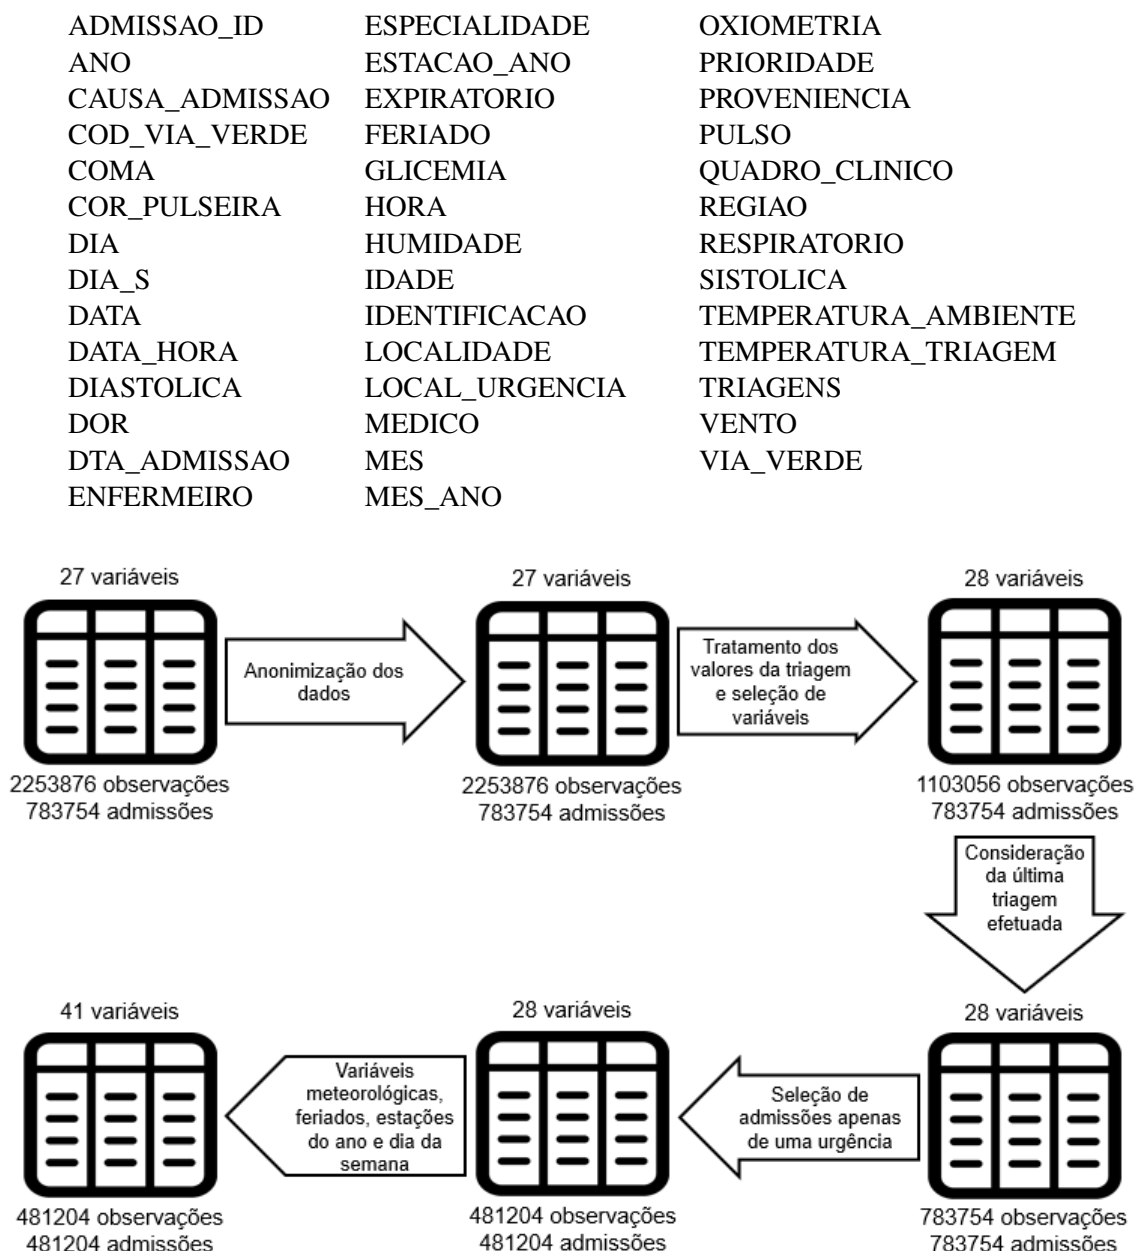 ADMISSAO_ID ESPECIALIDADE OXIOMETRIA
ANO ESTACAO_ANO PRIORIDADE
CAUSA_ADMISSAO EXPIRATORIO PROVENIENCIA
COD_VIA_VERDE FERIADO PULSO
COMA GLICEMIA QUADRO_CLINICO
COR_PULSEIRA HORA REGIAO
DIA HUMIDADE RESPIRATORIO
DIA_S IDADE SISTOLICA
DATA IDENTIFICACAO TEMPERATURA_AMBIENTE
DATA_HORA LOCALIDADE TEMPERATURA_TRIAGEM
DIASTOLICA LOCAL_URGENCIA TRIAGENS
DOR MEDICO VENTO
DTA_ADMISSAO MES VIA_VERDE
ENFERMEIRO MES_ANO
27 variáveis
2253876 observações
783754 admissões
Anonimização dos
dados
27 variáveis
2253876 observações
783754 admissões
Tratamento dos
valores da triagem
e seleção de
variáveis
28 variáveis
1103056 observações
783754 admissões
Consideração
da última
triagem
efetuada
28 variáveis
783754 observações
783754 admissões
Seleção de
admissões apenas
de uma urgência
28 variáveis
481204 observações
481204 admissões
Variáveis
meteorológicas,
feriados, estações
do ano e dia da
semana
41 variáveis
481204 observações
481204 admissões